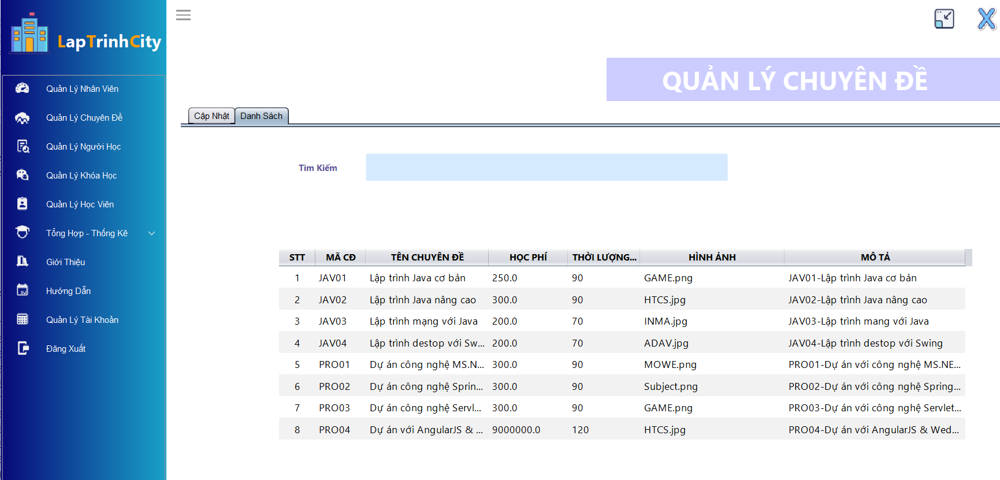 LapTrinhCity
Quản Lý Nhân Viên
Quản Lý Chuyên Đề
Quản Lý Người Học
Quản Lý Khóa Học
Quản Lý Học Viên
Tổng Hợp - Thống Kê
Giới Thiệu
Hướng Dẫn
Quản Lý Tài Khoản
Đăng Xuất
QUẢN LÝ CHUYÊN ĐỀ
Cập Nhật Danh Sách
Tìm Kiếm
STT MÃ CĐ TÊN CHUYÊN ĐỀ HỌC PHÍ THỜI LƯỢNG... HÌNH ẢNH MÔ TẢ
1 JAV01 Lập trình Java cơ bản 250.0 90 GAME.png JAV01-Lập trình Java cơ bản
2 JAV02 Lập trình Java nâng cao 300.0 90 HTCS.jpg JAV02-Lập trình Java nâng cao
3 JAV03 Lập trình mạng với Java 200.0 70 INMA.jpg JAV03-Lập trình mang với Java
4 JAV04 Lập trình destop với Sw... 200.0 70 ADAV.jpg JAV04-Lập trình destop với Swing
5 PRO01 Dự án công nghệ MS.N... 300.0 90 MOWE.png PRO01-Dự án với công nghệ MS.NE...
6 PRO02 Dự án công nghệ Sprin... 300.0 90 Subject.png PRO02-Dự án với công nghệ Spring...
7 PRO03 Dự án công nghệ Servl... 300.0 90 GAME.png PRO03-Dự án với công nghệ Servlet...
8 PRO04 Dự án với AngularJS & ... 9000000.0 120 HTCS.jpg PRO04-Dự án với AngularJS & Wed...